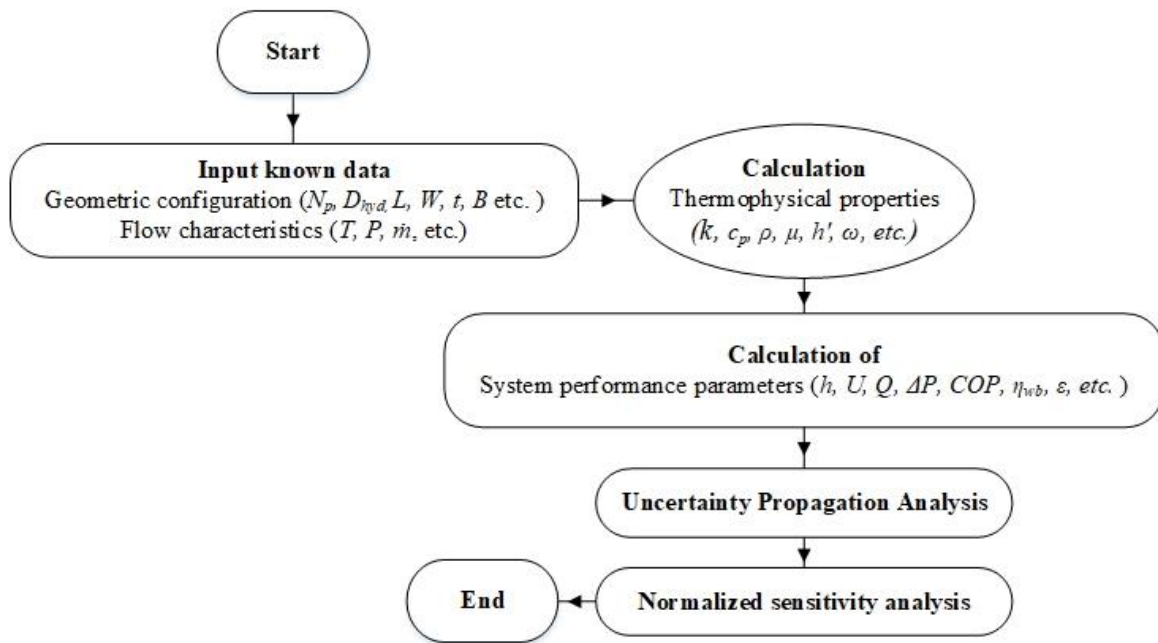 Start
Input known data
Geometric configuration (Np, Dhyd, L, W, t, B etc. )
Flow characteristics (T, P, ṁ, etc.)
Calculation
Thermophysical properties
(k, cp, ρ, μ, h', ω, etc.)
Calculation of
System performance parameters (h, U, Q, ΔP, COP, ηwb, ε, etc. )
Uncertainty Propagation Analysis
Normalized sensitivity analysis
End